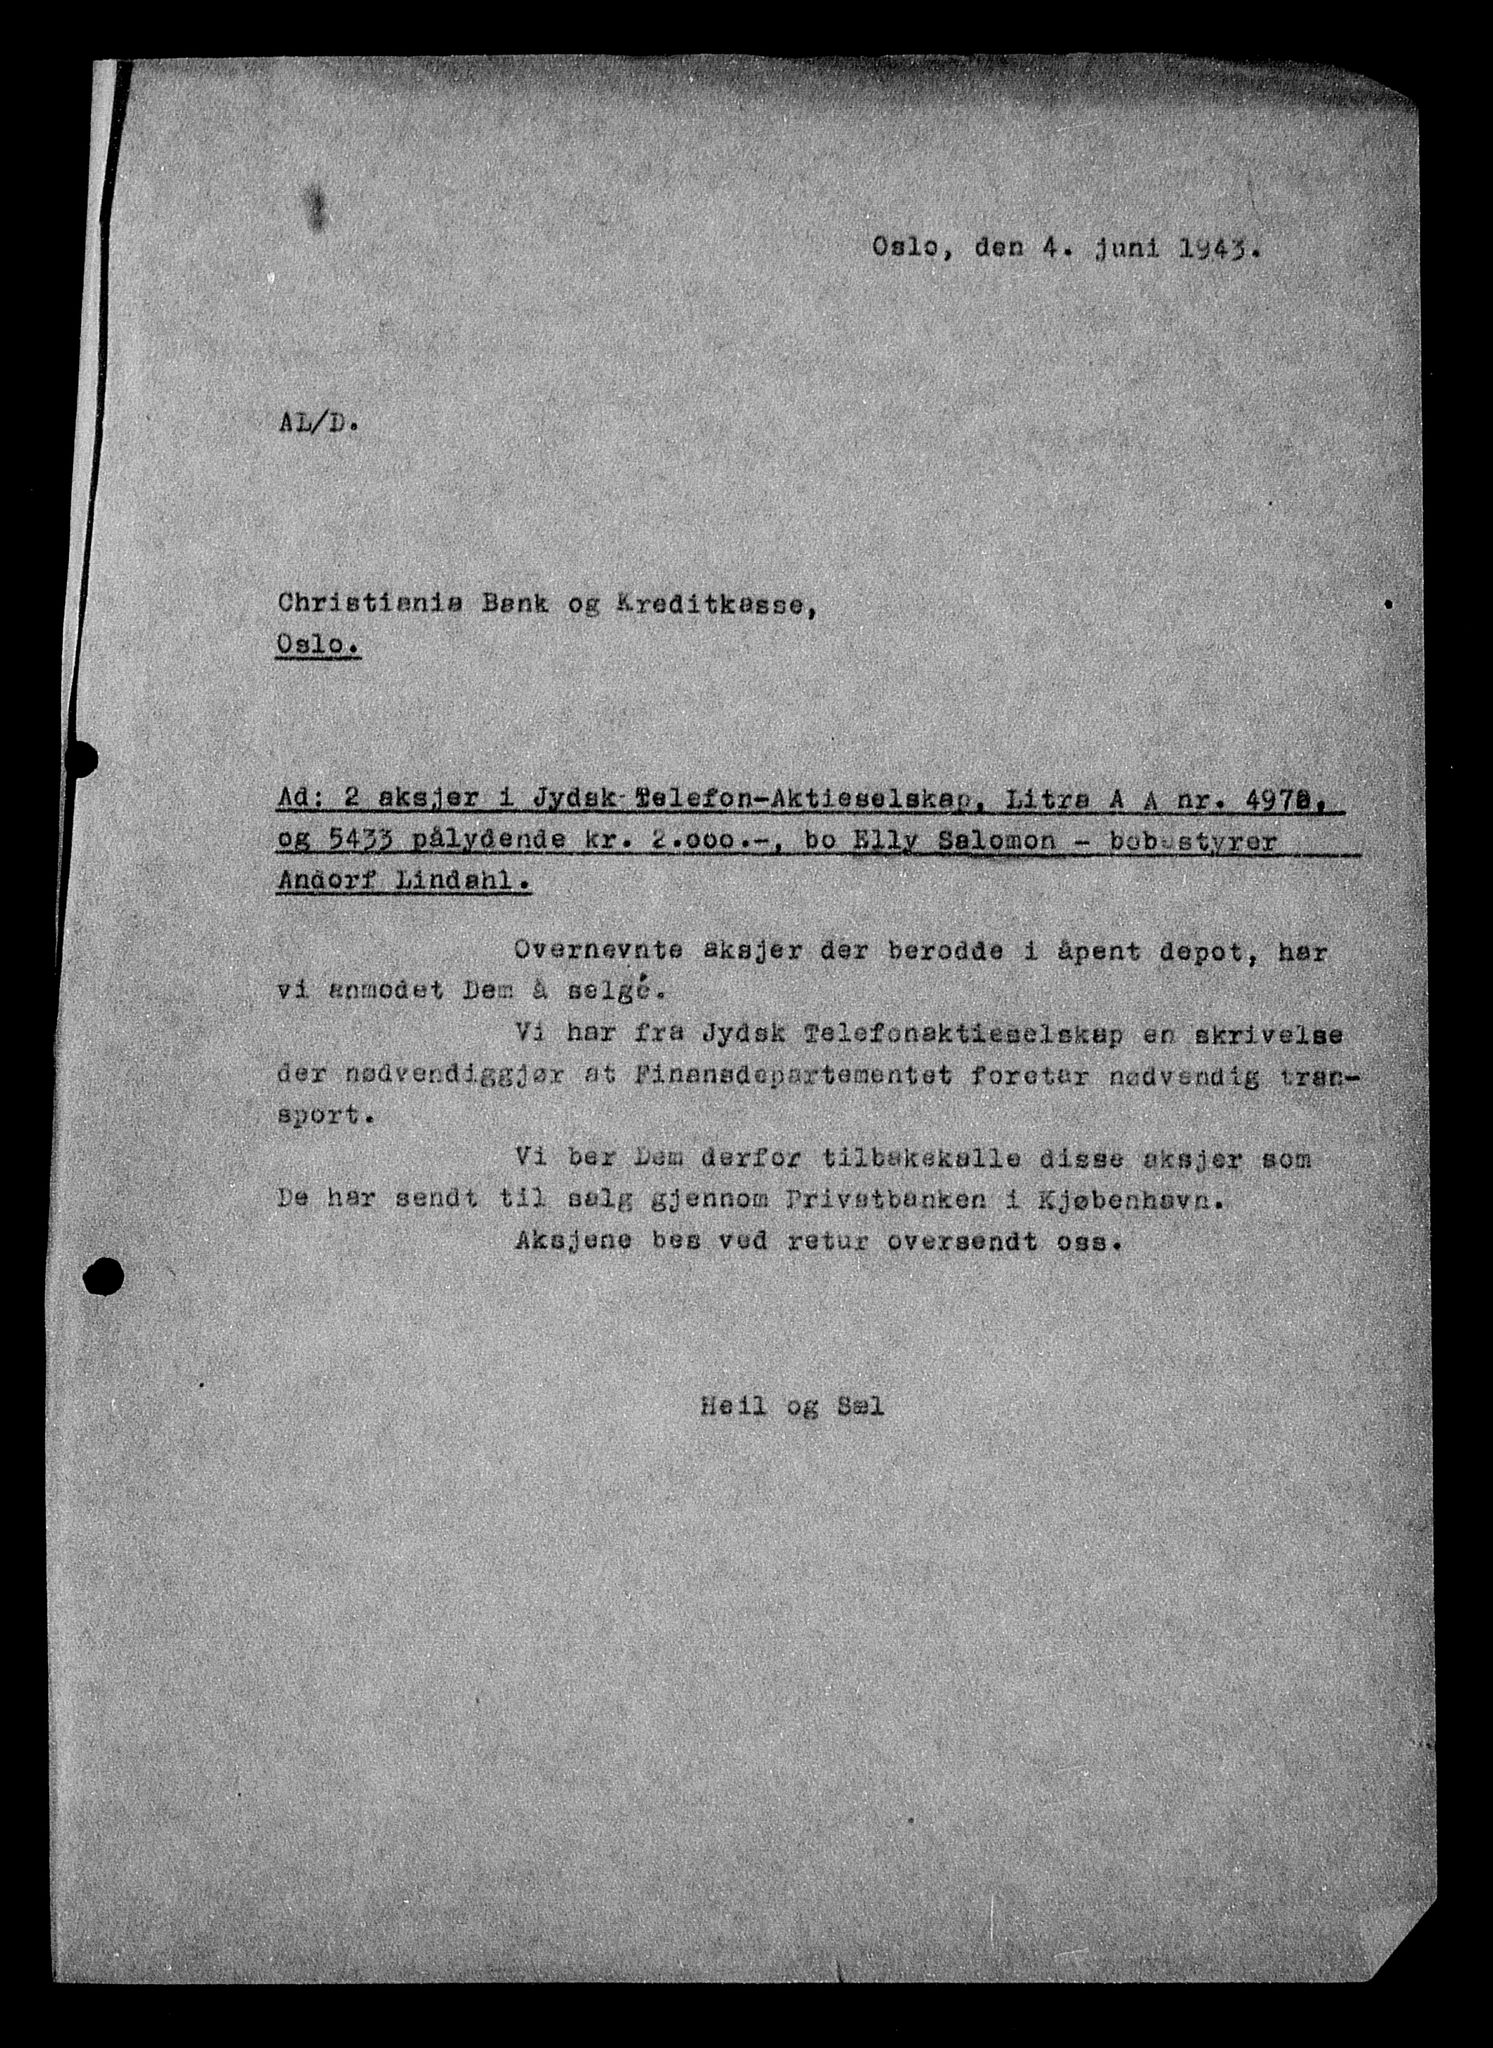 Oslo, den 4. juni 1943.
AL/D.
Christiania Bank og Kreditkasse,
Oslo.
Ad: 2 aksjer i Jydsk Telefon-Aktieselskap, Litra A A nr. 4978,
og 5433 pålydende kr. 2.000.-, bo Elly Salomon - bobestyrer
Andorf Lindahl.
Overnevnte aksjer der berodde i åpent depot, har
vi anmodet Dem å selge.
Vi har fra Jydsk Telefonaktieselskap en skrivelse
der nødvendiggjør at Finansdepartementet foretar nødvendig tran-
sport.
Vi ber Dem derfor tilbakekalle disse aksjer som
De har sendt til salg gjennom Privatbanken i Kjøbenhavn.
Aksjene bes ved retur oversendt oss.
Heil og Sæl